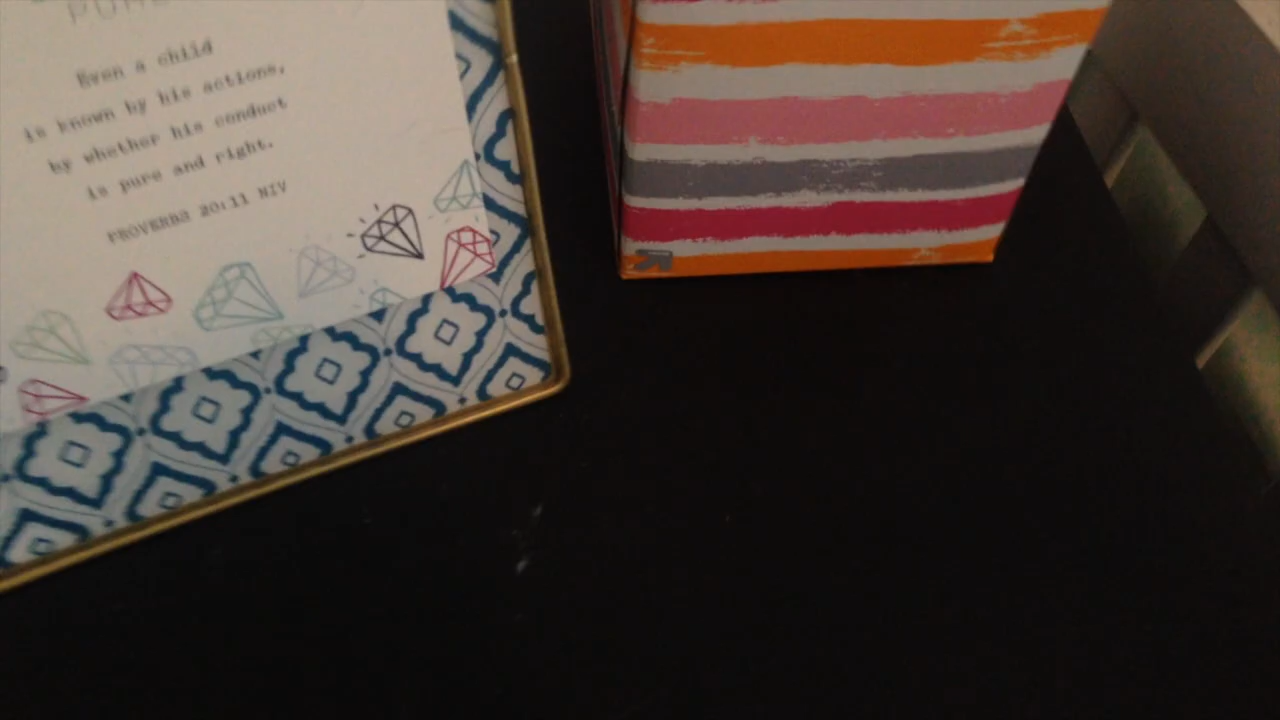 Even a child
is known by his actions,
by whether his conduct
is pure and right.
PROVERBS 20:11 NIV